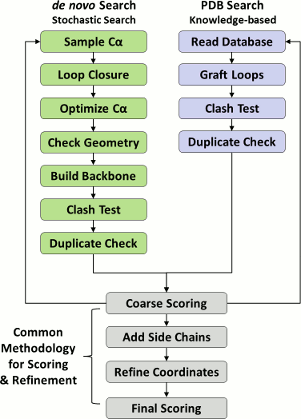 de novo Search
Stochastic Search
Sample Cα
Loop Closure
Optimize Cα
Check Geometry
Build Backbone
Clash Test
Duplicate Check
PDB Search
Knowledge-based
Read Database
Graft Loops
Clash Test
Duplicate Check
Coarse Scoring
Add Side Chains
Refine Coordinates
Final Scoring
Common
Methodology
for Scoring
& Refinement